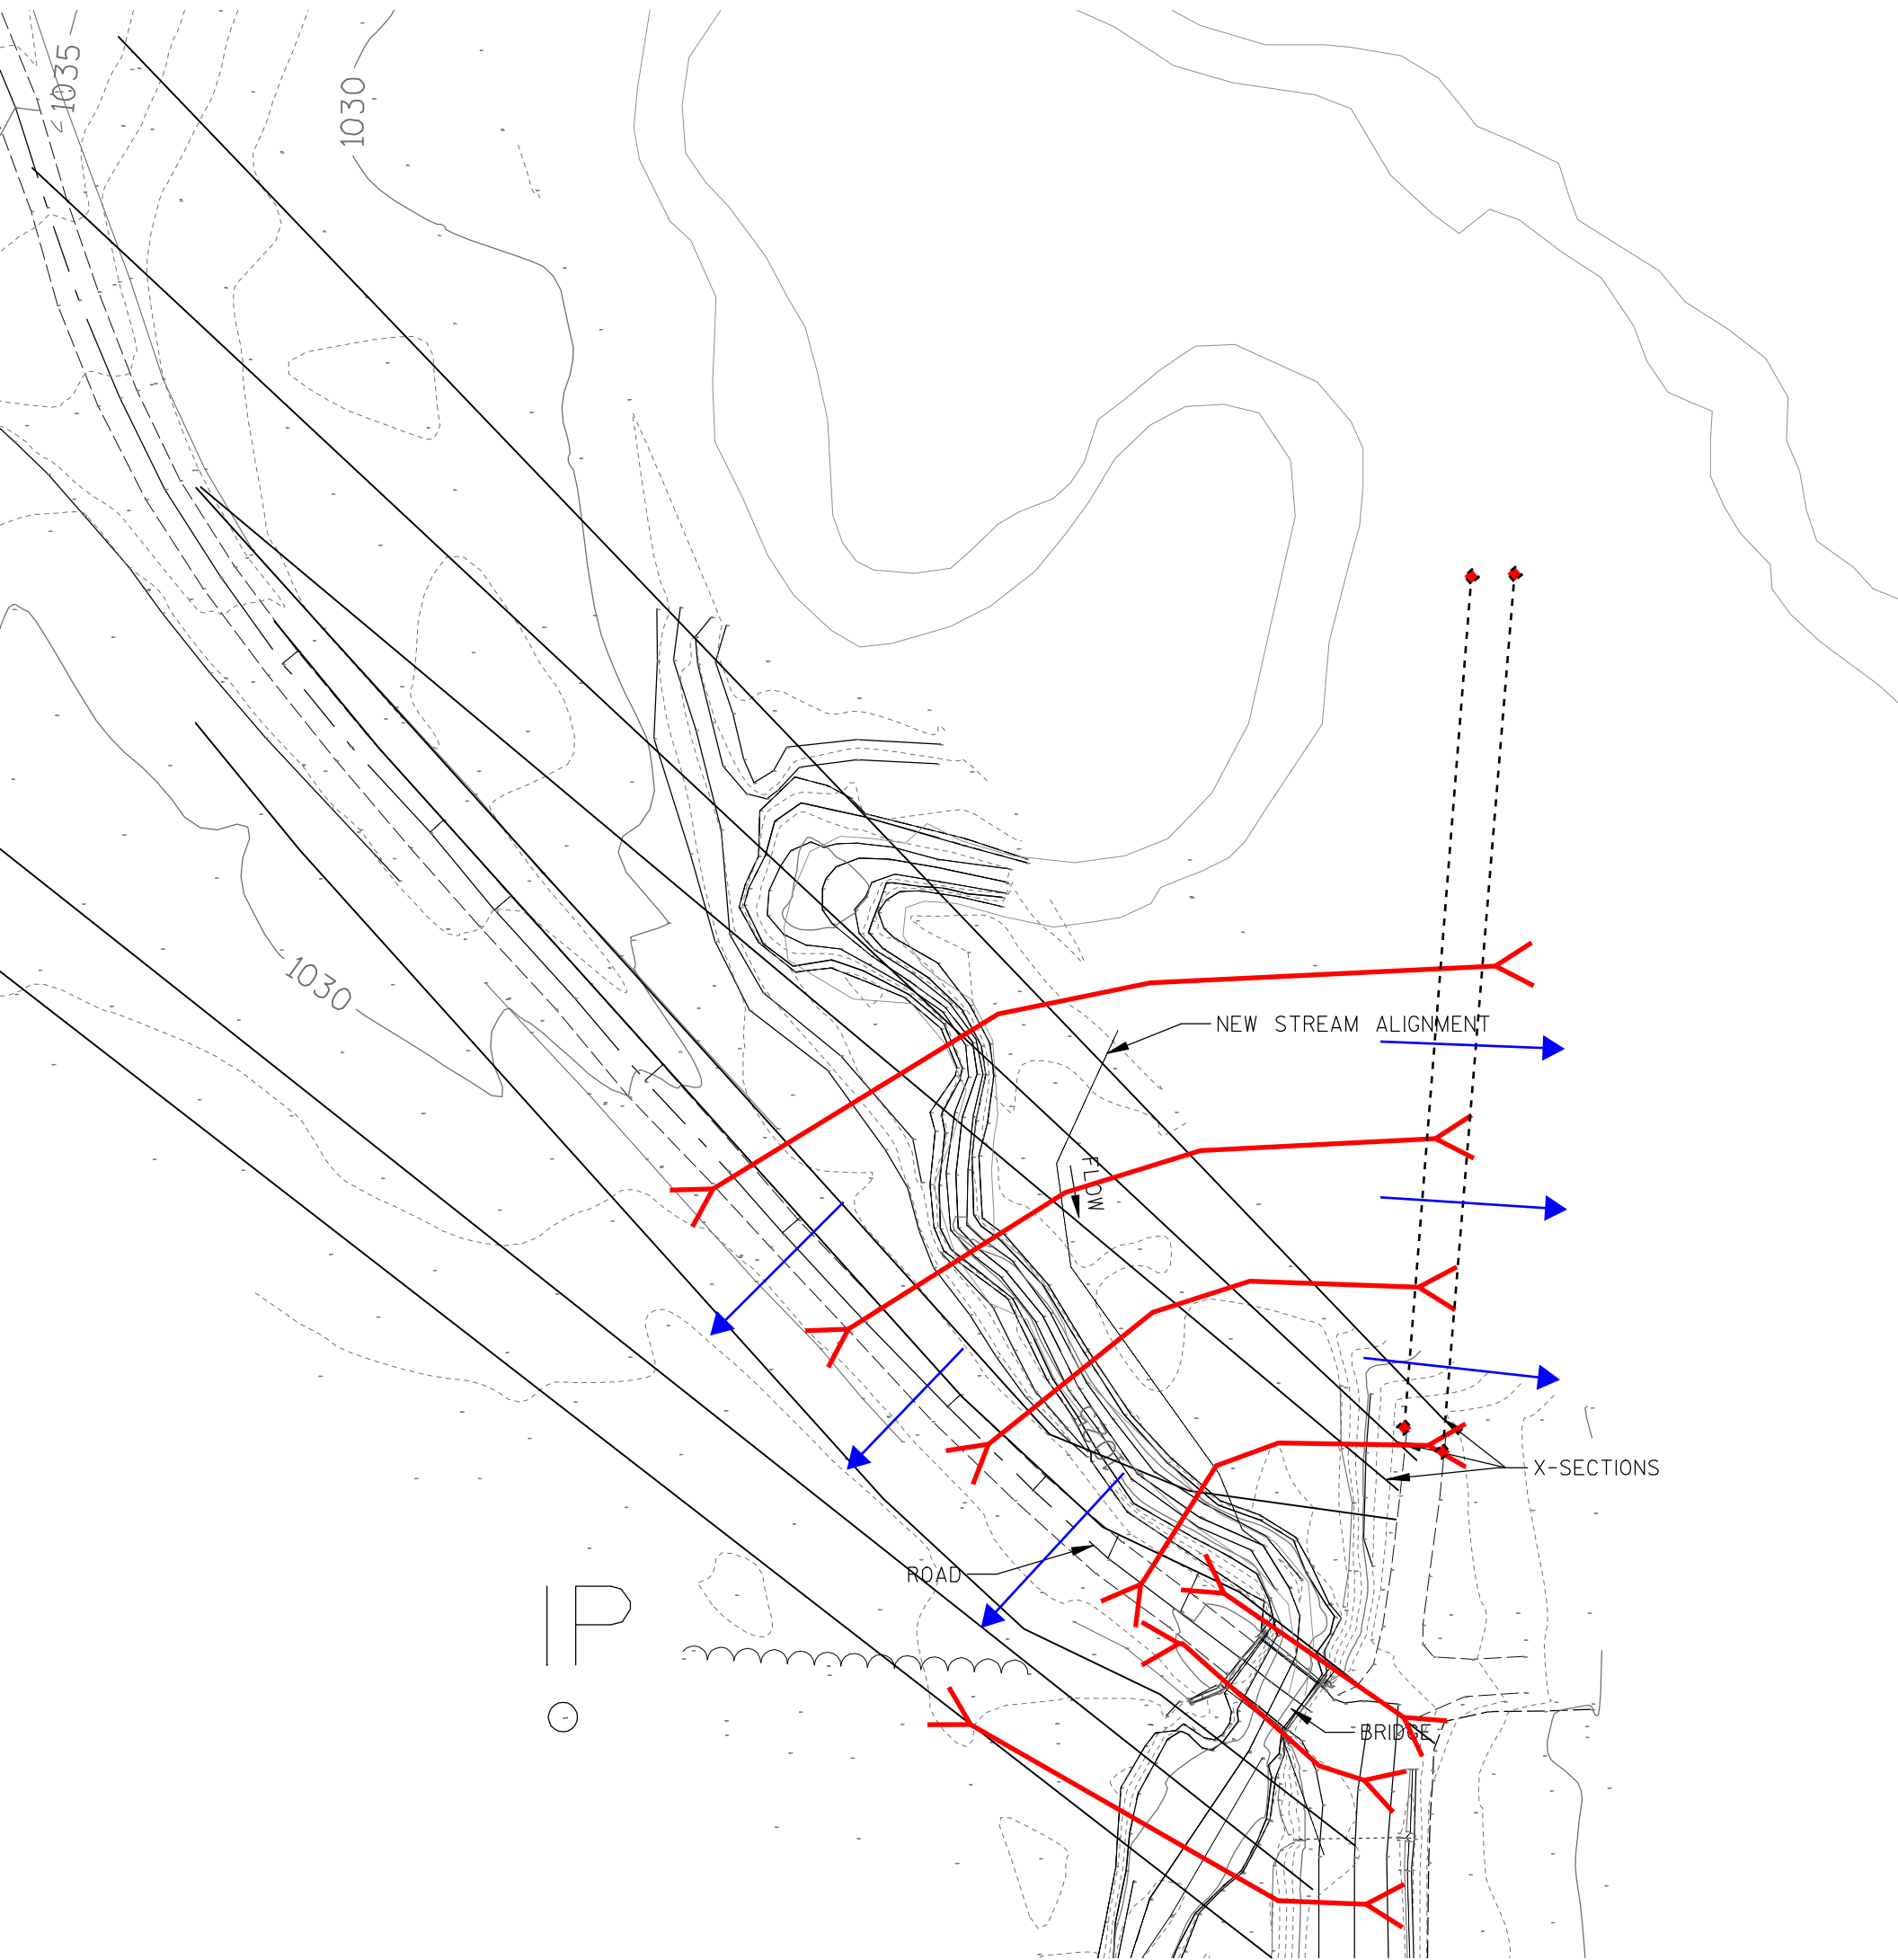 1035
1030
1030
NEW STREAM ALIGNMENT
FLOW
X-SECTIONS
ROAD
IP
BRIDGE